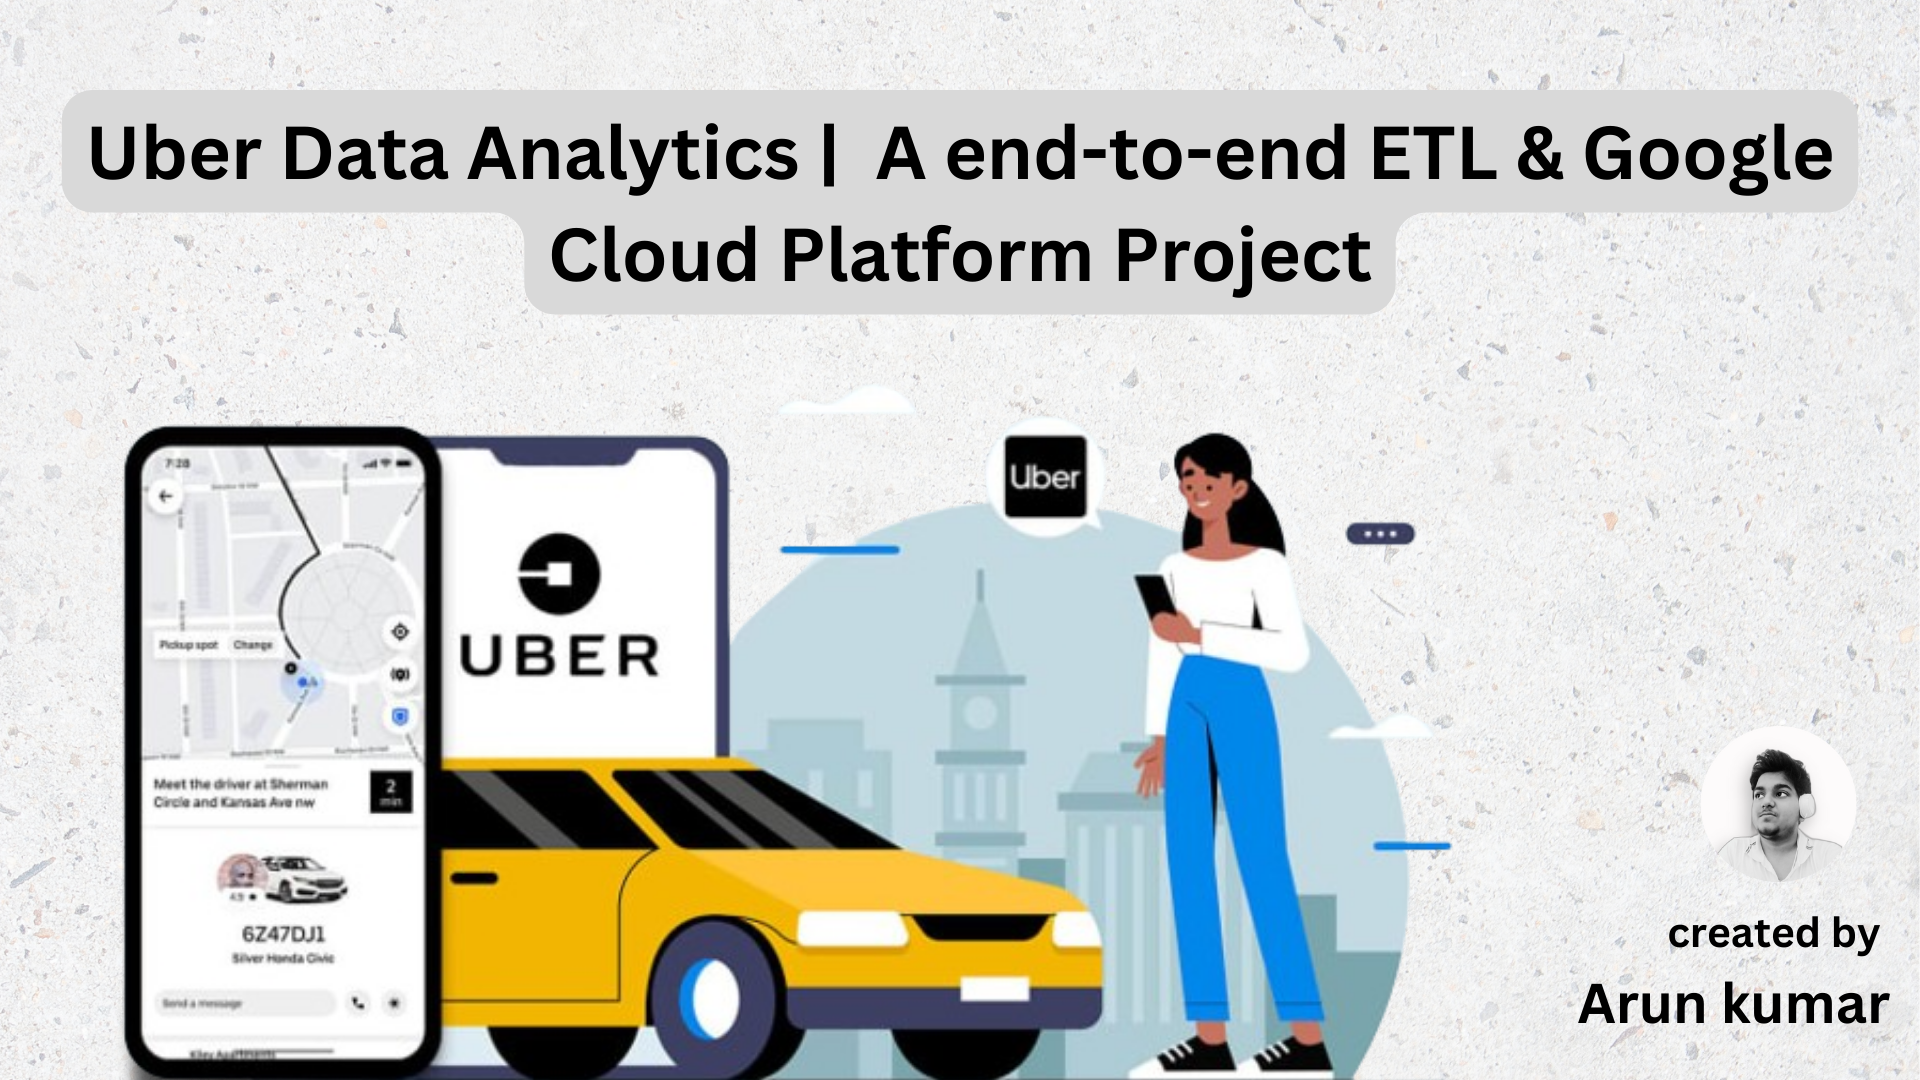 Uber Data Analytics | A end-to-end ETL & Google
Cloud Platform Project
7:28
Pickup spot
Change
Meet the driver at Sherman
Circle and Kansas Ave nw
2
min
4.9
6Z47DJ1
Silver Honda Civic
Send a message
UBER
Uber
created by
Arun kumar